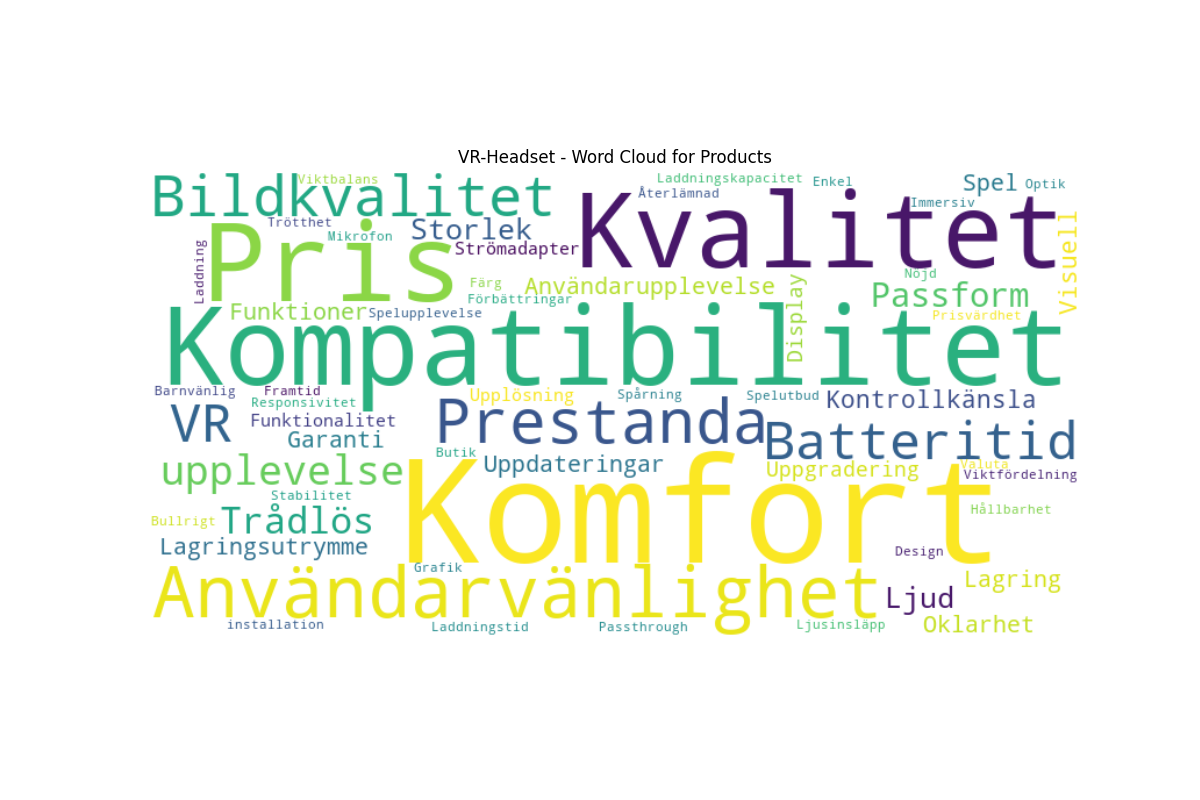 VR-Headset - Word Cloud for Products
Bildkvalitet
Viktbalans
Laddningskapacitet
Enkel
Spel
Optik
Återlämnad
Immersiv
Kvalitet
Trötthet
Mikrofon
Storlek
Strömadapter
Pris
Laddning
Visuell
Färg
Förbättringar
Användarupplevelse
Display
Nöjd
Passform
Prisvärdhet
Funktioner
Spelupplevelse
Kompatibilitet
Barnvänlig
Framtid
Responsivitet
Upplösning
Spårning
Spelutbud
Kontrollkänsla
VR
Funktionalitet
Garanti
Prestanda
Batteritid
Butik
Uppdateringar
Uppgradering
Valuta
Viktfördelning
upplevelse
Stabilitet
Komfort
Bullrigt
Trådlös
Hållbarhet
Lagringsutrymme
Design
Grafik
Användarvänlighet
Ljud
Lagring
installation
Laddningstid
Passthrough
Ljusinsläpp
Oklarhet